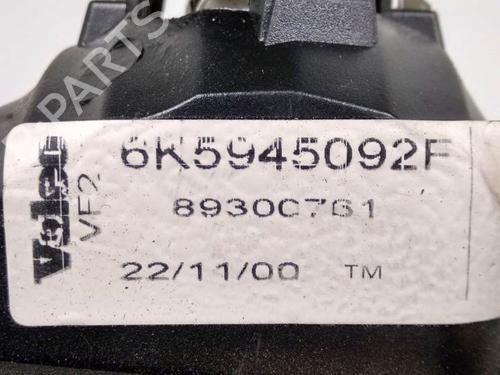 Valeo
VF2
6K5945092F
89300761
22/11/00 TM
PARTS